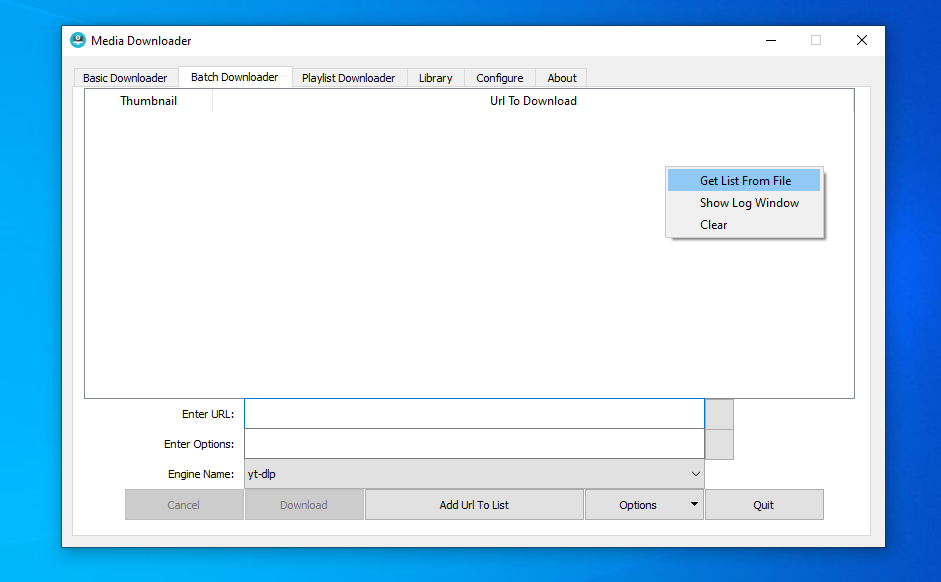 Media Downloader
Basic Downloader Batch Downloader Playlist Downloader Library Configure About
Thumbnail Url To Download
Get List From File
Show Log Window
Clear
Enter URL:
Enter Options:
Engine Name: yt-dlp
Cancel Download Add Url To List Options Quit